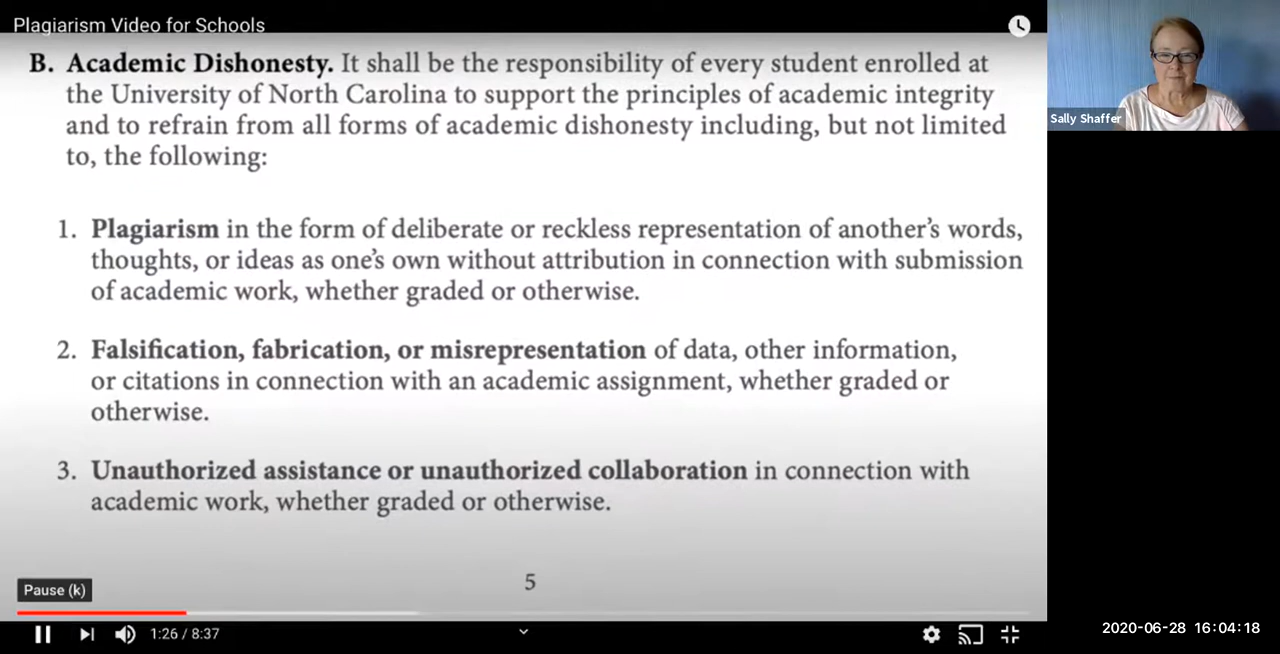 Plagiarism Video for Schools
B. Academic Dishonesty. It shall be the responsibility of every student enrolled at
the University of North Carolina to support the principles of academic integrity
and to refrain from all forms of academic dishonesty including, but not limited
to, the following:
1. Plagiarism in the form of deliberate or reckless representation of another’s words,
thoughts, or ideas as one’s own without attribution in connection with submission
of academic work, whether graded or otherwise.
2. Falsification, fabrication, or misrepresentation of data, other information,
or citations in connection with an academic assignment, whether graded or
otherwise.
3. Unauthorized assistance or unauthorized collaboration in connection with
academic work, whether graded or otherwise.
5
Pause (k)
1:26 / 8:37
Sally Shaffer
2020-06-28 16:04:18